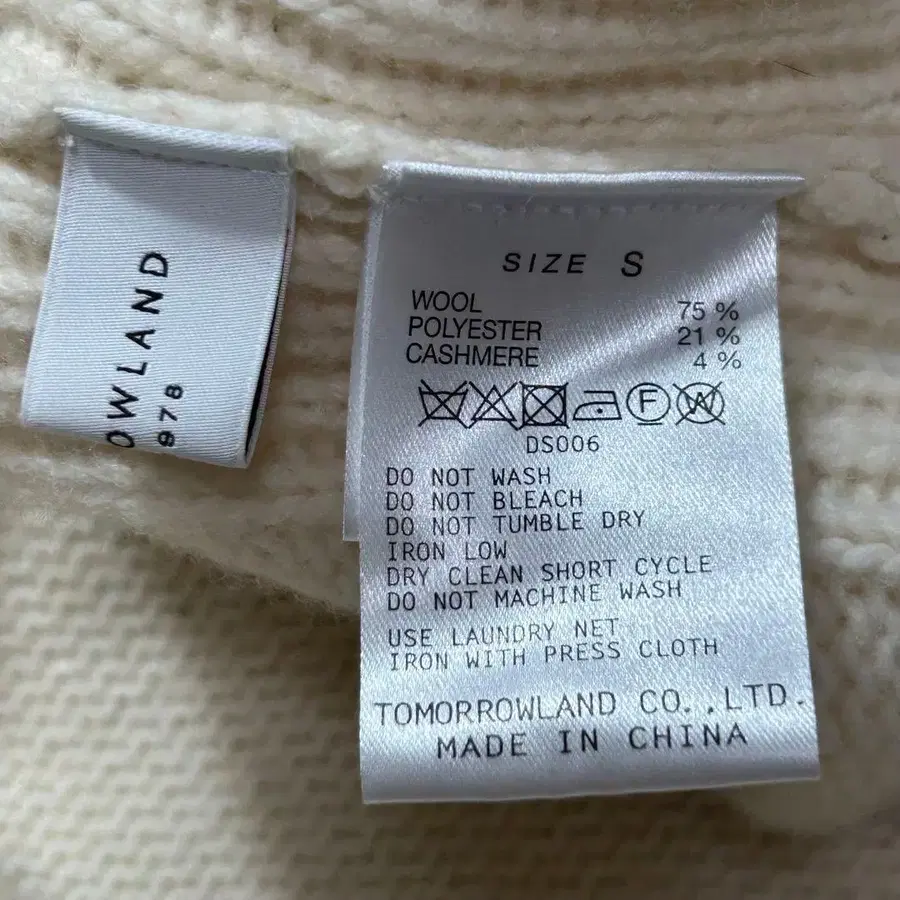 OWLAND
978
SIZE S
WOOL 75 %
POLYESTER 21 %
CASHMERE 4 %
F W
DS006
DO NOT WASH
DO NOT BLEACH
DO NOT TUMBLE DRY
IRON LOW
DRY CLEAN SHORT CYCLE
DO NOT MACHINE WASH
USE LAUNDRY NET
IRON WITH PRESS CLOTH
TOMORROWLAND CO.,LTD.
MADE IN CHINA